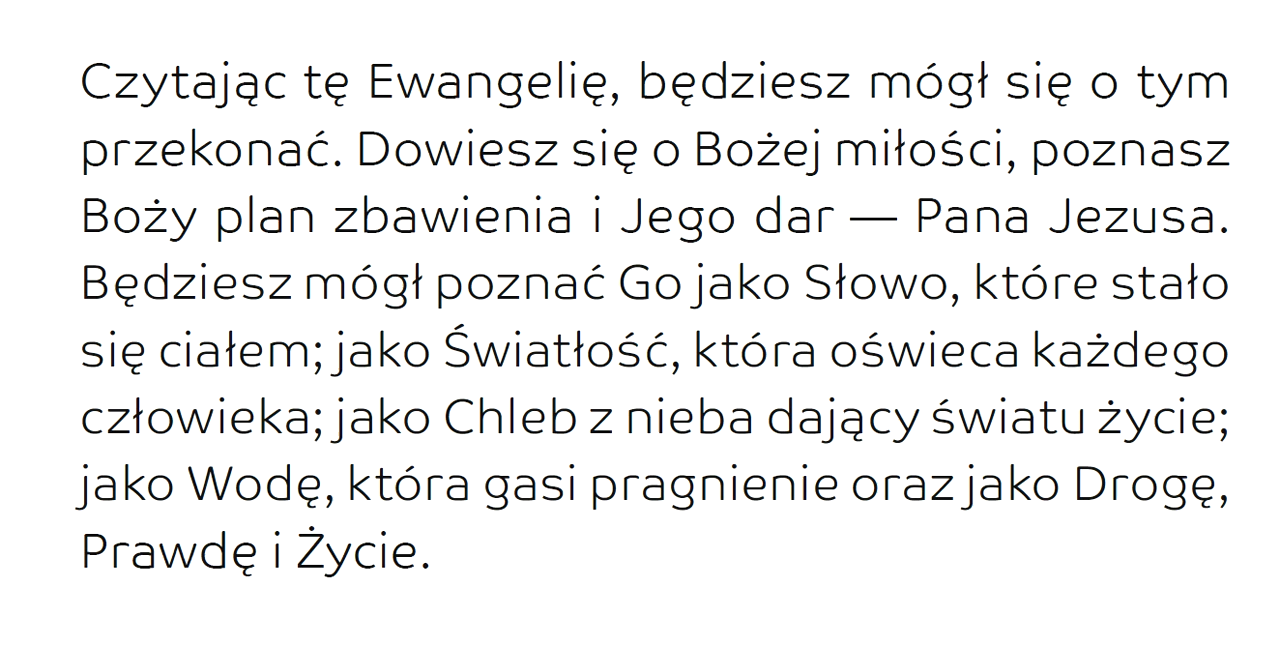 Czytając tę Ewangelię, będziesz mógł się o tym
przekonać. Dowiesz się o Bożej miłości, poznasz
Boży plan zbawienia i Jego dar — Pana Jezusa.
Będziesz mógł poznać Go jako Słowo, które stało
się ciałem; jako Światłość, która oświeca każdego
człowieka; jako Chleb z nieba dający światu życie;
jako Wodę, która gasi pragnienie oraz jako Drogę,
Prawdę i Życie.